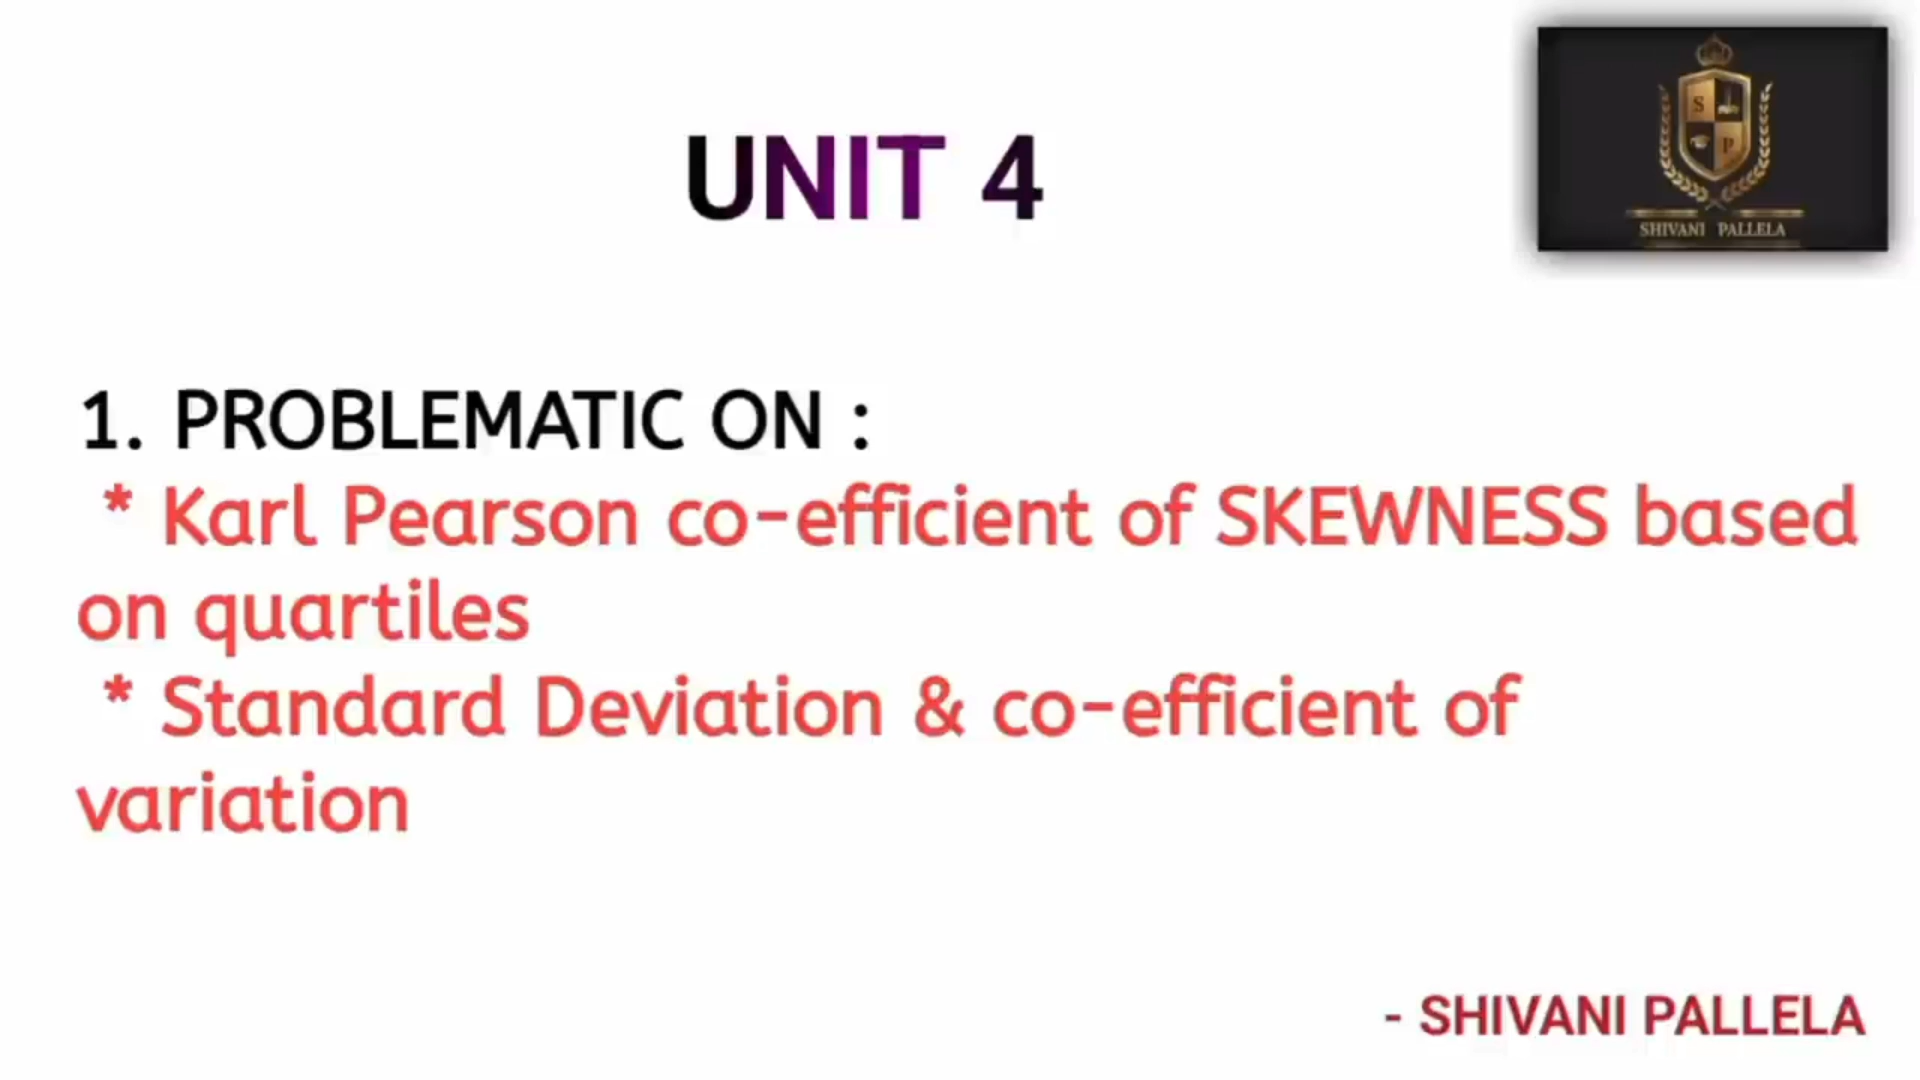 UNIT 4
S
P
SHIVANI PALLELA
1. PROBLEMATIC ON :
* Karl Pearson co-efficient of SKEWNESS based
on quartiles
* Standard Deviation & co-efficient of
variation
- SHIVANI PALLELA